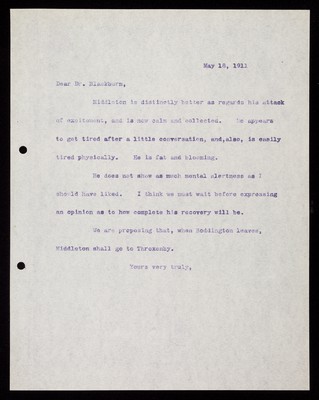 May 18, 1911
Dear Mr. Blackburn,
Middleton is distinctly better as regards his attack
of excitement, and is now calm and collected. He appears
to get tired after a little conversation, and, also, is easily
tired physically. He is fat and blooming.
He does not show as much mental alertness as I
should have liked. I think we must wait before expressing
an opinion as to how complete his recovery will be.
We are proposing that, when Boddington leaves,
Middleton shall go to Thruxeky.
Yours very truly,